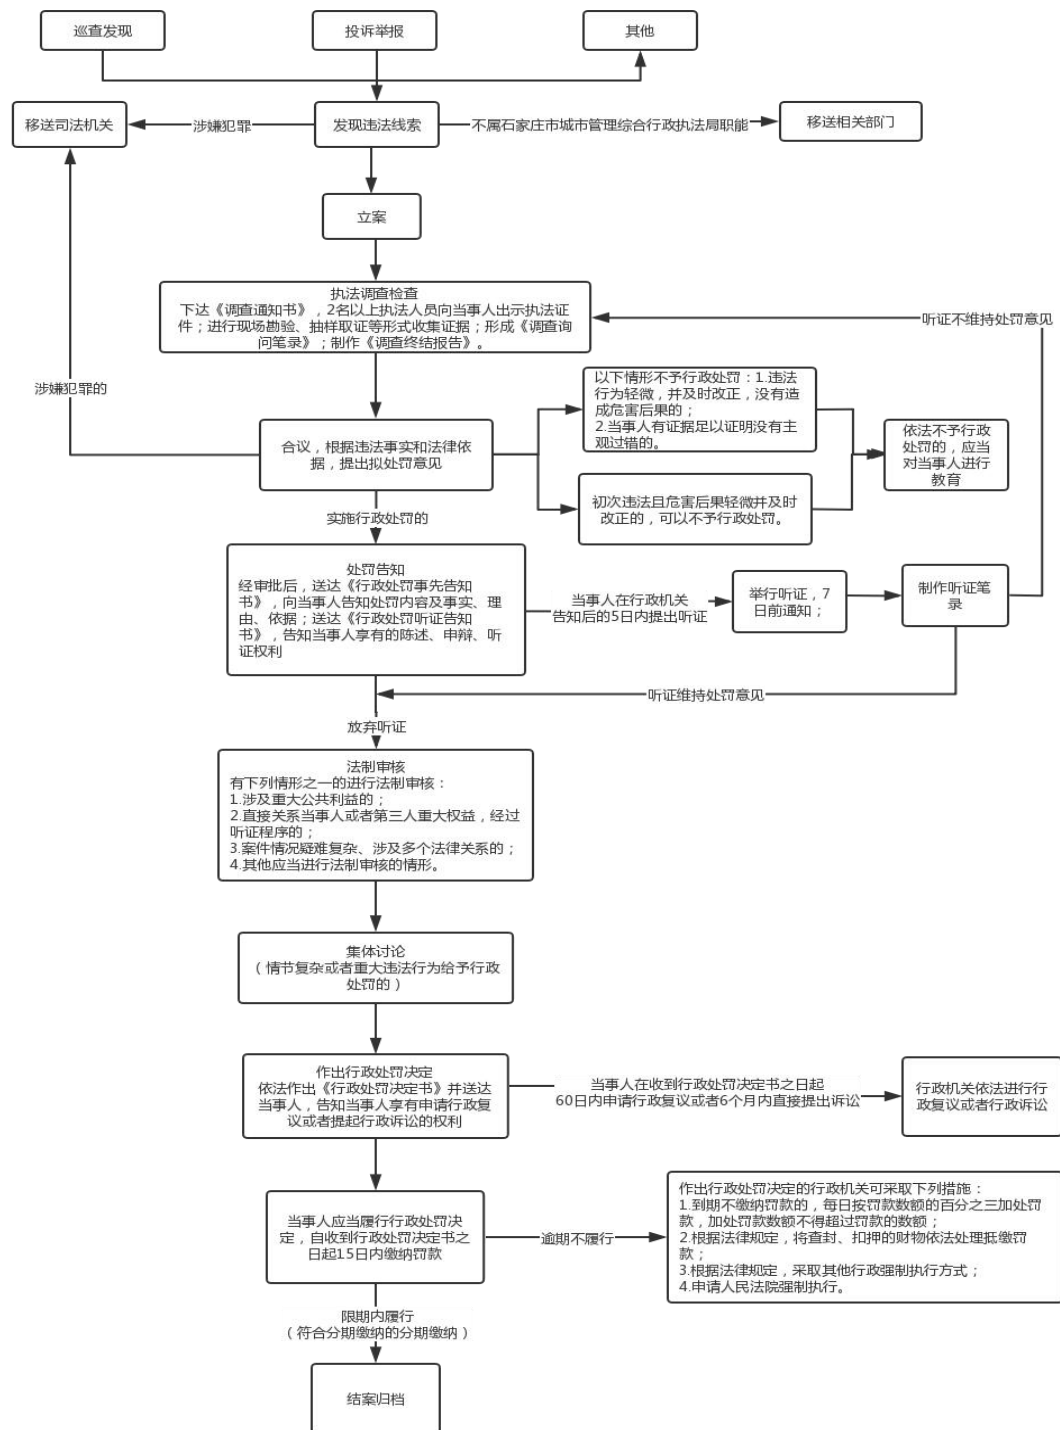 巡查发现
投诉举报
其他
移送司法机关
涉嫌犯罪
发现违法线索
不属石家庄市城市管理综合行政执法局职能
移送相关部门
立案
执法调查检查
下达《调查通知书》，2名以上执法人员向当事人出示执法证
件；进行现场勘验、抽样取证等形式收集证据；形成《调查询
问笔录》；制作《调查终结报告》。
听证不维持处罚意见
涉嫌犯罪的
以下情形不予行政处罚：1.违法
行为轻微，并及时改正，没有造
成危害后果的；
2.当事人有证据足以证明没有主
观过错的。
合议，根据违法事实和法律依
据，提出拟处罚意见
依法不予行政
处罚的，应当
对当事人进行
教育
初次违法且危害后果轻微并及时
改正的，可以不予行政处罚。
实施行政处罚的
处罚告知
经审批后，送达《行政处罚事先告知
书》，向当事人告知处罚内容及事实、理
由、依据；送达《行政处罚听证告知
书》，告知当事人享有的陈述、申辩、听
证权利
当事人在行政机关
告知后的5日内提出听证
举行听证，7
日前通知；
制作听证笔
录
听证维持处罚意见
放弃听证
法制审核
有下列情形之一的进行法制审核：
1.涉及重大公共利益的；
2.直接关系当事人或者第三人重大权益，经过
听证程序的；
3.案件情况疑难复杂、涉及多个法律关系的；
4.其他应当进行法制审核的情形。
集体讨论
（情节复杂或者重大违法行为给予行政
处罚的）
作出行政处罚决定
依法作出《行政处罚决定书》并送达
当事人，告知当事人享有申请行政复
议或者提起行政诉讼的权利
当事人在收到行政处罚决定书之日起
60日内申请行政复议或者6个月内直接提出诉讼
行政机关依法进行行
政复议或者行政诉讼
当事人应当履行行政处罚决
定，自收到行政处罚决定书之
日起15日内缴纳罚款
逾期不履行
作出行政处罚决定的行政机关可采取下列措施：
1.到期不缴纳罚款的，每日按罚款数额的百分之三加处罚
款，加处罚款数额不得超过罚款的数额；
2.根据法律规定，将查封、扣押的财物依法处理抵缴罚
款；
3.根据法律规定，采取其他行政强制执行方式；
4.申请人民法院强制执行。
限期内履行
（符合分期缴纳的分期缴纳）
结案归档